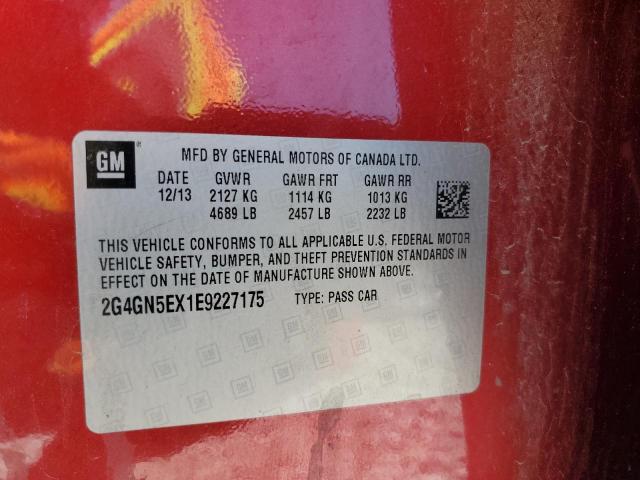 GM
MFD BY GENERAL MOTORS OF CANADA LTD.
DATE GVWR GAWR FRT GAWR RR
12/13 2127 KG 1114 KG 1013 KG
4689 LB 2457 LB 2232 LB
THIS VEHICLE CONFORMS TO ALL APPLICABLE U.S. FEDERAL MOTOR
VEHICLE SAFETY, BUMPER, AND THEFT PREVENTION STANDARDS IN
EFFECT ON THE DATE OF MANUFACTURE SHOWN ABOVE.
2G4GN5EX1E9227175 TYPE: PASS CAR